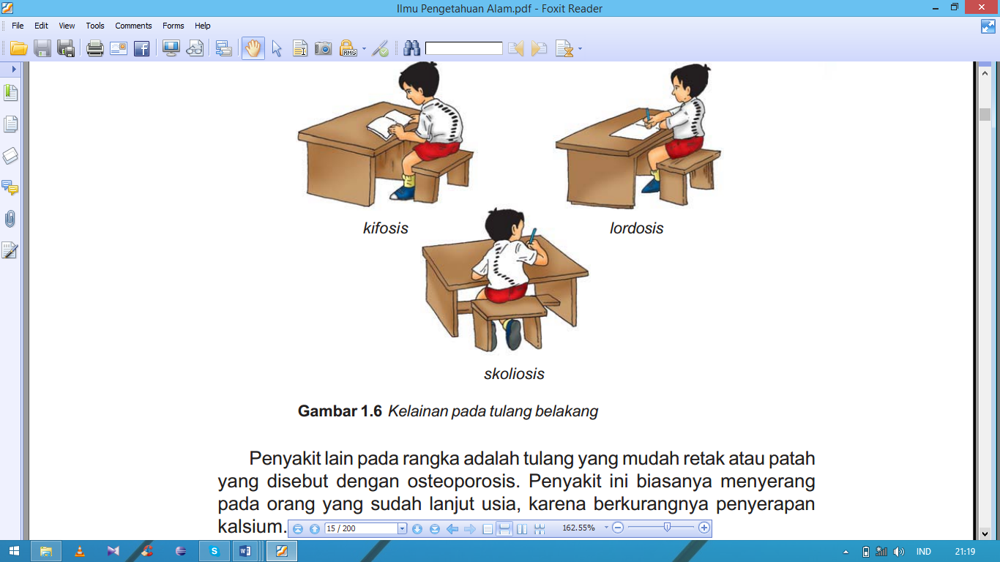 Ilmu Pengetahuan Alam.pdf - Foxit Reader
File Edit View Tools Comments Forms Help
RMS
kifosis
lordosis
skoliosis
Gambar 1.6 Kelainan pada tulang belakang
Penyakit lain pada rangka adalah tulang yang mudah retak atau patah
yang disebut dengan osteoporosis. Penyakit ini biasanya menyerang
pada orang yang sudah lanjut usia, karena berkurangnya penyerapan
kalsium.
15 / 200
162.55%
IND
21:19